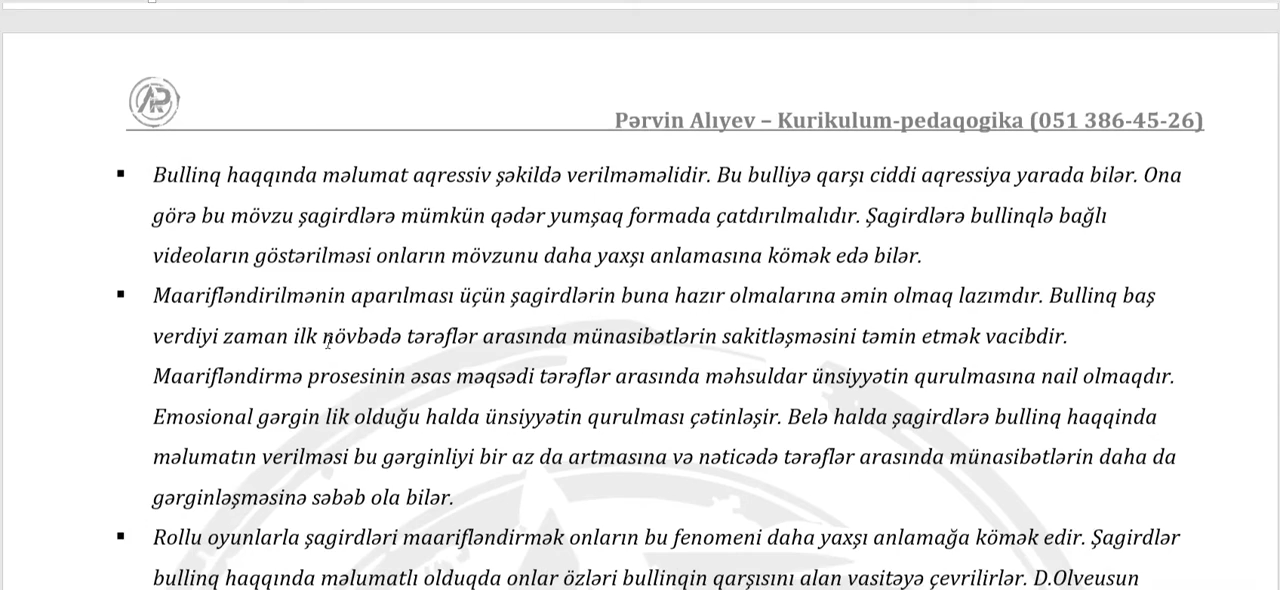 Pərvin Alıyev – Kurikulum-pedaqogika (051 386-45-26)
▪ Bullinq haqqında məlumat aqressiv şəkildə verilməməlidir. Bu bulliyə qarşı ciddi aqressiya yarada bilər. Ona
görə bu mövzu şagirdlərə mümkün qədər yumşaq formada çatdırılmalıdır. Şagirdlərə bullinqlə bağlı
videoların göstərilməsi onların mövzunu daha yaxşı anlamasına kömək edə bilər.
▪ Maarifləndirilmənin aparılması üçün şagirdlərin buna hazır olmalarına əmin olmaq lazımdır. Bullinq baş
verdiyi zaman ilk növbədə tərəflər arasında münasibətlərin sakitləşməsini təmin etmək vacibdir.
Maarifləndirmə prosesinin əsas məqsədi tərəflər arasında məhsuldar ünsiyyətin qurulmasına nail olmaqdır.
Emosional gərgin lik olduğu halda ünsiyyətin qurulması çətinləşir. Belə halda şagirdlərə bullinq haqqinda
məlumatın verilməsi bu gərginliyi bir az da artmasına və nəticədə tərəflər arasında münasibətlərin daha da
gərginləşməsinə səbəb ola bilər.
▪ Rollu oyunlarla şagirdləri maarifləndirmək onların bu fenomeni daha yaxşı anlamağa kömək edir. Şagirdlər
bullinq haqqında məlumatlı olduqda onlar özləri bullinqin qarşısını alan vasitəyə çevrilirlər. D.Olveusun